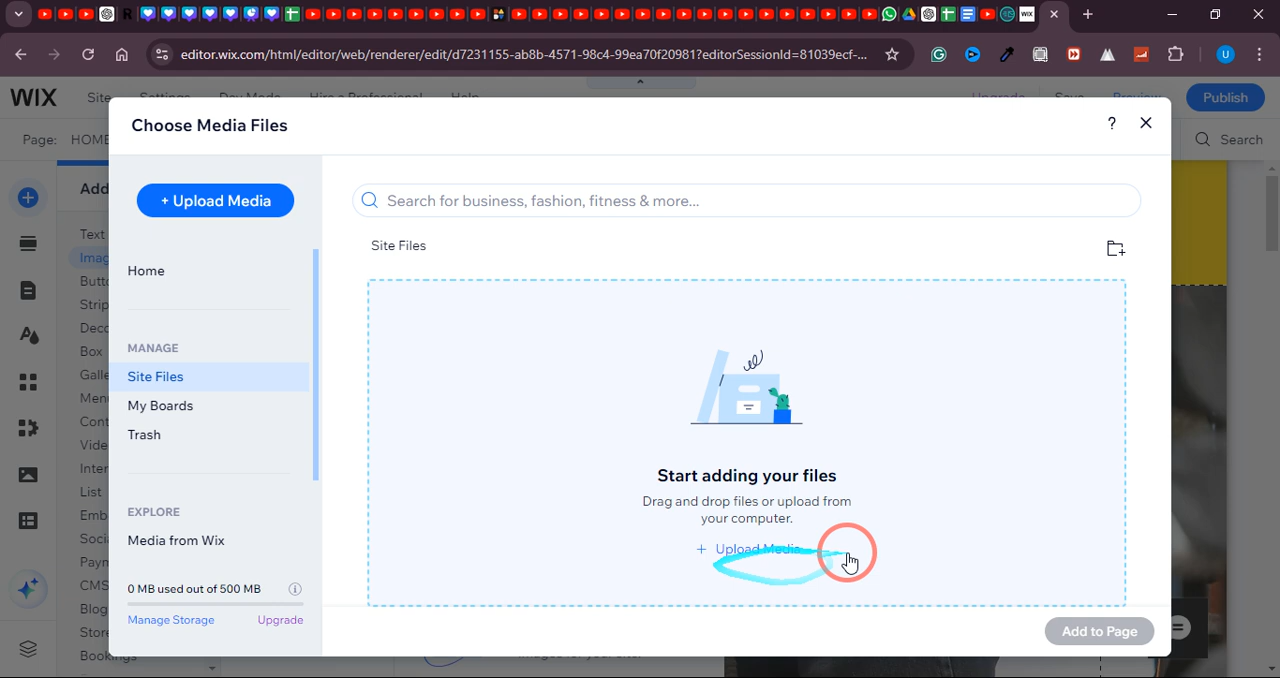 editor.wix.com/html/editor/web/renderer/edit/d7231155-ab8b-4571-98c4-99ea70f20981?editorSessionId=81039ecf-...
WIX
Site Settings Dev Mode Hire a Professional Help
Upgrade Save Preview Publish
Page: HOME
Search
Choose Media Files
?
+ Upload Media
Search for business, fashion, fitness & more...
Site Files
Home
MANAGE
Site Files
My Boards
Trash
EXPLORE
Media from Wix
0 MB used out of 500 MB
Manage Storage Upgrade
Start adding your files
Drag and drop files or upload from
your computer.
+ Upload Media
Add to Page
Add
Text
Imag
Butt
Strip
Deco
Box
Galle
Men
Cont
Vide
Inter
List
Emb
Soci
Payn
CMS
Blog
Store
Bookings